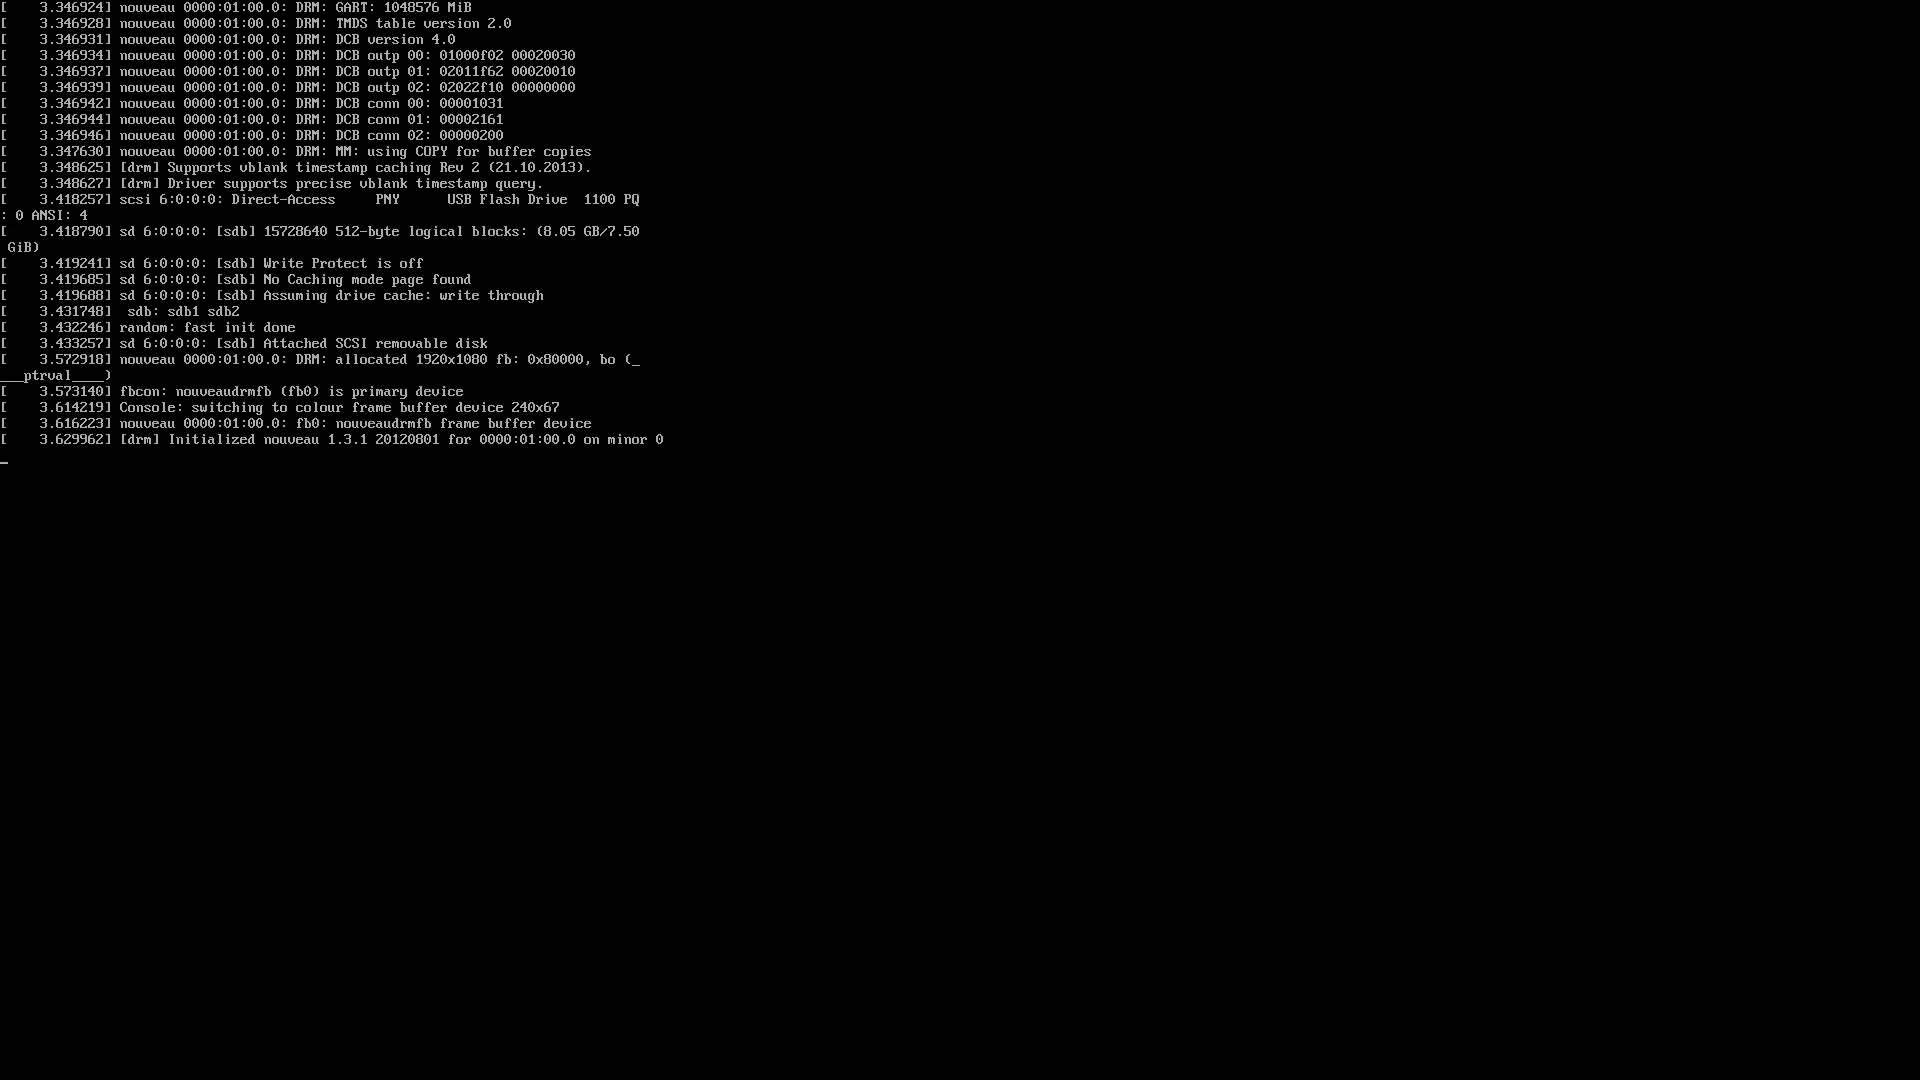 [    3.346924] nouveau 0000:01:00.0: DRM: GART: 1048576 MiB
[    3.346928] nouveau 0000:01:00.0: DRM: TMDS table version 2.0
[    3.346931] nouveau 0000:01:00.0: DRM: DCB version 4.0
[    3.346934] nouveau 0000:01:00.0: DRM: DCB outp 00: 01000f02 00020030
[    3.346937] nouveau 0000:01:00.0: DRM: DCB outp 01: 02011f62 00020010
[    3.346939] nouveau 0000:01:00.0: DRM: DCB outp 02: 02022f10 00000000
[    3.346942] nouveau 0000:01:00.0: DRM: DCB conn 00: 00001031
[    3.346944] nouveau 0000:01:00.0: DRM: DCB conn 01: 00002161
[    3.346946] nouveau 0000:01:00.0: DRM: DCB conn 02: 00000200
[    3.347630] nouveau 0000:01:00.0: DRM: MM: using COPY for buffer copies
[    3.348625] [drm] Supports vblank timestamp caching Rev 2 (21.10.2013).
[    3.348627] [drm] Driver supports precise vblank timestamp query.
[    3.418257] scsi 6:0:0:0: Direct-Access     PNY      USB Flash Drive  1100 PQ
: 0 ANSI: 4
[    3.418790] sd 6:0:0:0: [sdb] 15728640 512-byte logical blocks: (8.05 GB/7.50
 GiB)
[    3.419241] sd 6:0:0:0: [sdb] Write Protect is off
[    3.419685] sd 6:0:0:0: [sdb] No Caching mode page found
[    3.419688] sd 6:0:0:0: [sdb] Assuming drive cache: write through
[    3.431748]  sdb: sdb1 sdb2
[    3.432246] random: fast init done
[    3.433257] sd 6:0:0:0: [sdb] Attached SCSI removable disk
[    3.572918] nouveau 0000:01:00.0: DRM: allocated 1920x1080 fb: 0x80000, bo (_
___ptrval____)
[    3.573140] fbcon: nouveaudrmfb (fb0) is primary device
[    3.614219] Console: switching to colour frame buffer device 240x67
[    3.616223] nouveau 0000:01:00.0: fb0: nouveaudrmfb frame buffer device
[    3.629962] [drm] Initialized nouveau 1.3.1 20120801 for 0000:01:00.0 on minor 0
_